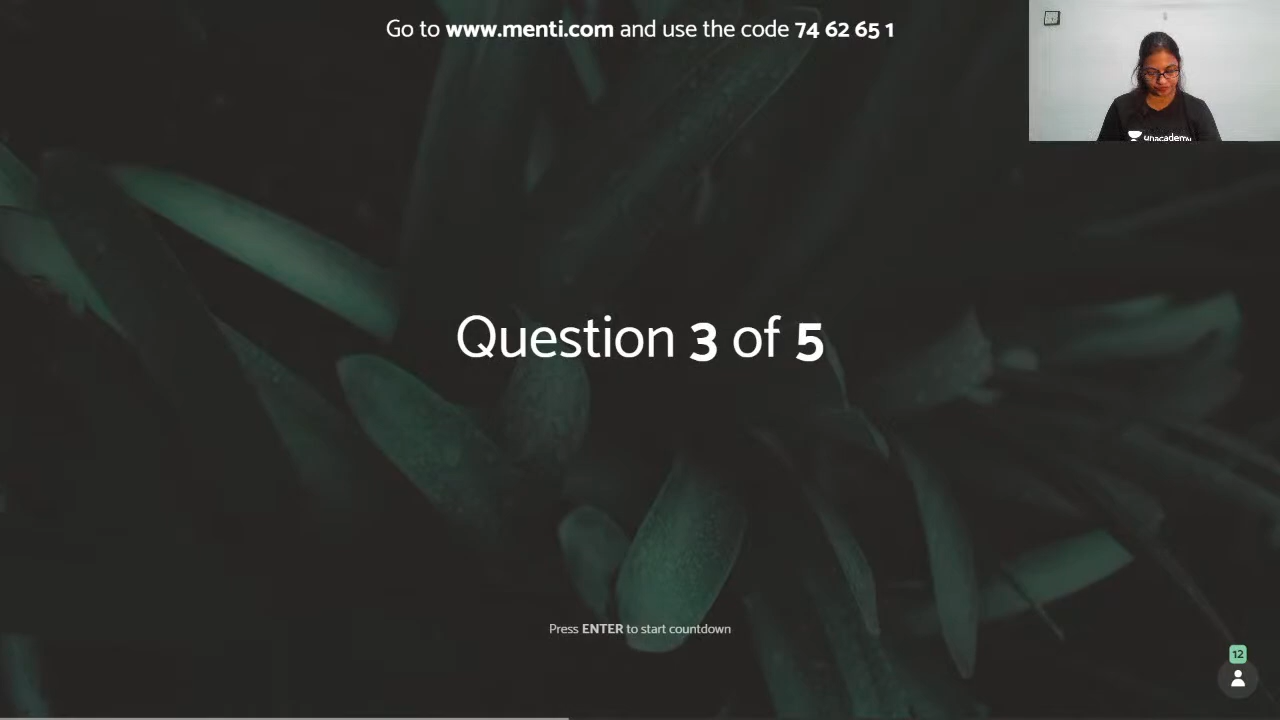 Go to www.menti.com and use the code 74 62 65 1
unacademy
Question 3 of 5
Press ENTER to start countdown
12